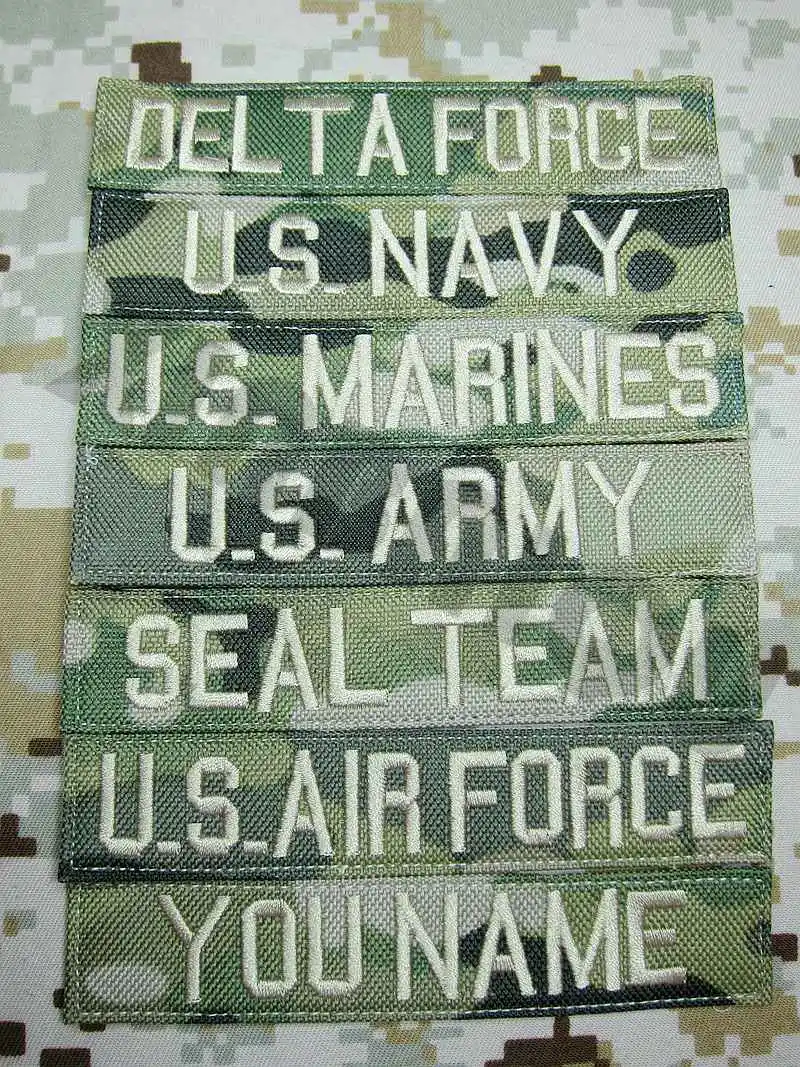 DELTA FORCE
U.S. NAVY
U.S. MARINES
U.S. ARMY
SEAL TEAM
U.S. AIR FORCE
YOU NAME